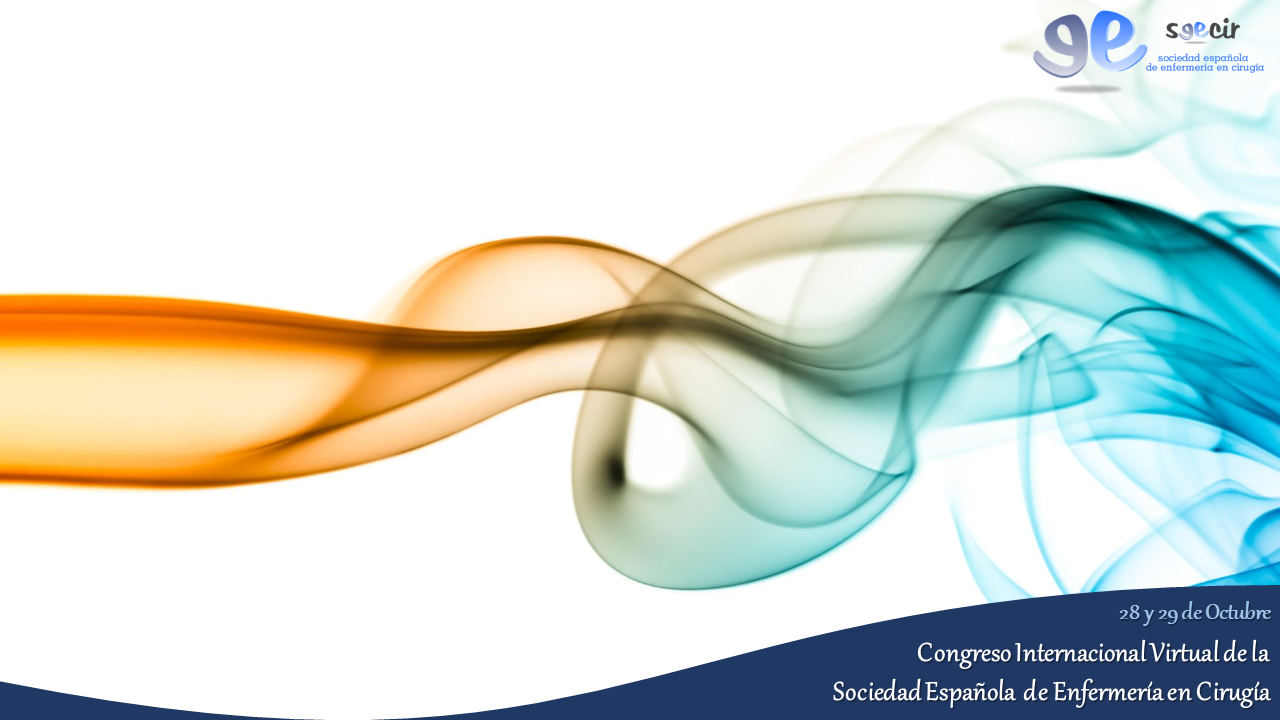 ge
sgecir
sociedad española
de enfermería en cirugía
28 y 29 de Octubre
Congreso Internacional Virtual de la
Sociedad Española de Enfermería en Cirugía